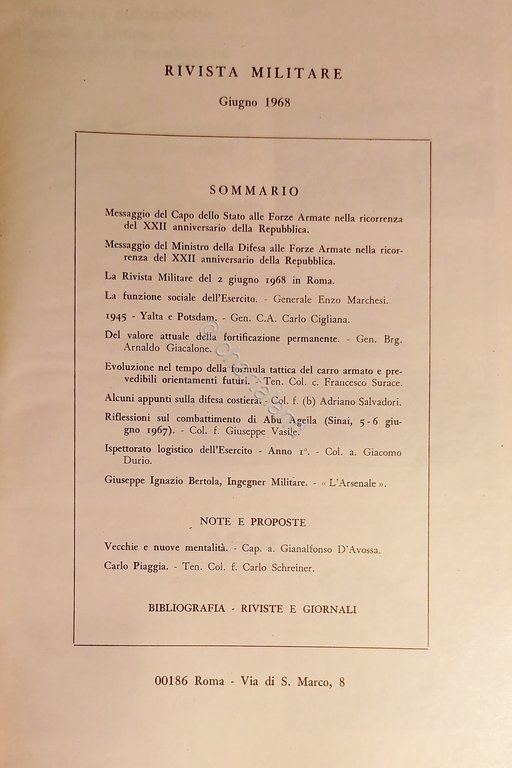 RIVISTA MILITARE
Giugno 1968
SOMMARIO
Messaggio del Capo dello Stato alle Forze Armate nella ricorrenza
del XXII anniversario della Repubblica.
Messaggio del Ministro della Difesa alle Forze Armate nella ricor-
renza del XXII anniversario della Repubblica.
La Rivista Militare del 2 giugno 1968 in Roma.
La funzione sociale dell'Esercito. - Generale Enzo Marchesi.
1945 - Yalta e Potsdam. - Gen. C.A. Carlo Cigliana.
Del valore attuale della fortificazione permanente. - Gen. Brg.
Arnaldo Giacalone.
Evoluzione nel tempo della formula tattica del carro armato e pre-
vedibili orientamenti futuri. - Ten. Col. c. Francesco Surace.
Alcuni appunti sulla difesa costiera. - Col. f. (b) Adriano Salvadori.
Riflessioni sul combattimento di Abu Ageila (Sinai, 5-6 giu-
gno 1967). - Col. f. Giuseppe Vasile.
Ispettorato logistico dell'Esercito - Anno 1°. - Col. a. Giacomo
Durio.
Giuseppe Ignazio Bertola, Ingegner Militare. - « L'Arsenale ».
NOTE E PROPOSTE
Vecchie e nuove mentalità. - Cap. a. Gianalfonso D'Avossa.
Carlo Piaggia. - Ten. Col. f. Carlo Schreiner.
BIBLIOGRAFIA - RIVISTE E GIORNALI
00186 Roma - Via di S. Marco, 8